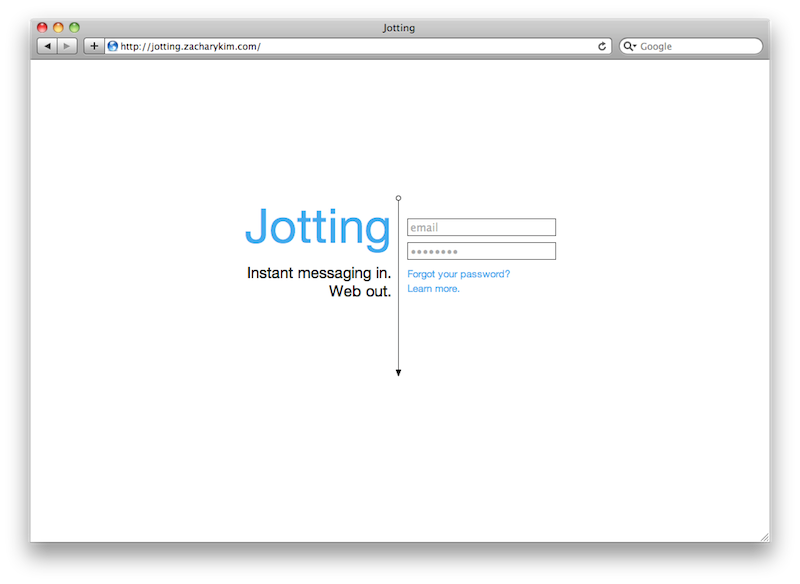 Jotting
http://jotting.zacharykim.com/
Google
Jotting
Instant messaging in.
Web out.
email
••••••••
Forgot your password?
Learn more.